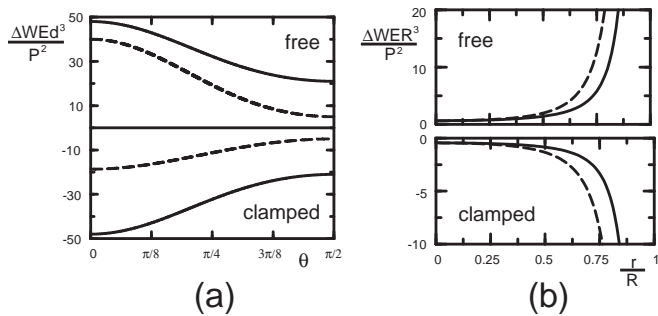 ΔWEd³
P²
50
30
10
-10
-30
-50
free
clamped
0
π/8
π/4
3π/8
θ
π/2
(a)
ΔWER³
P²
20
10
0
free
0
-5
-10
clamped
0
0.25
0.5
0.75
r
R
1
(b)